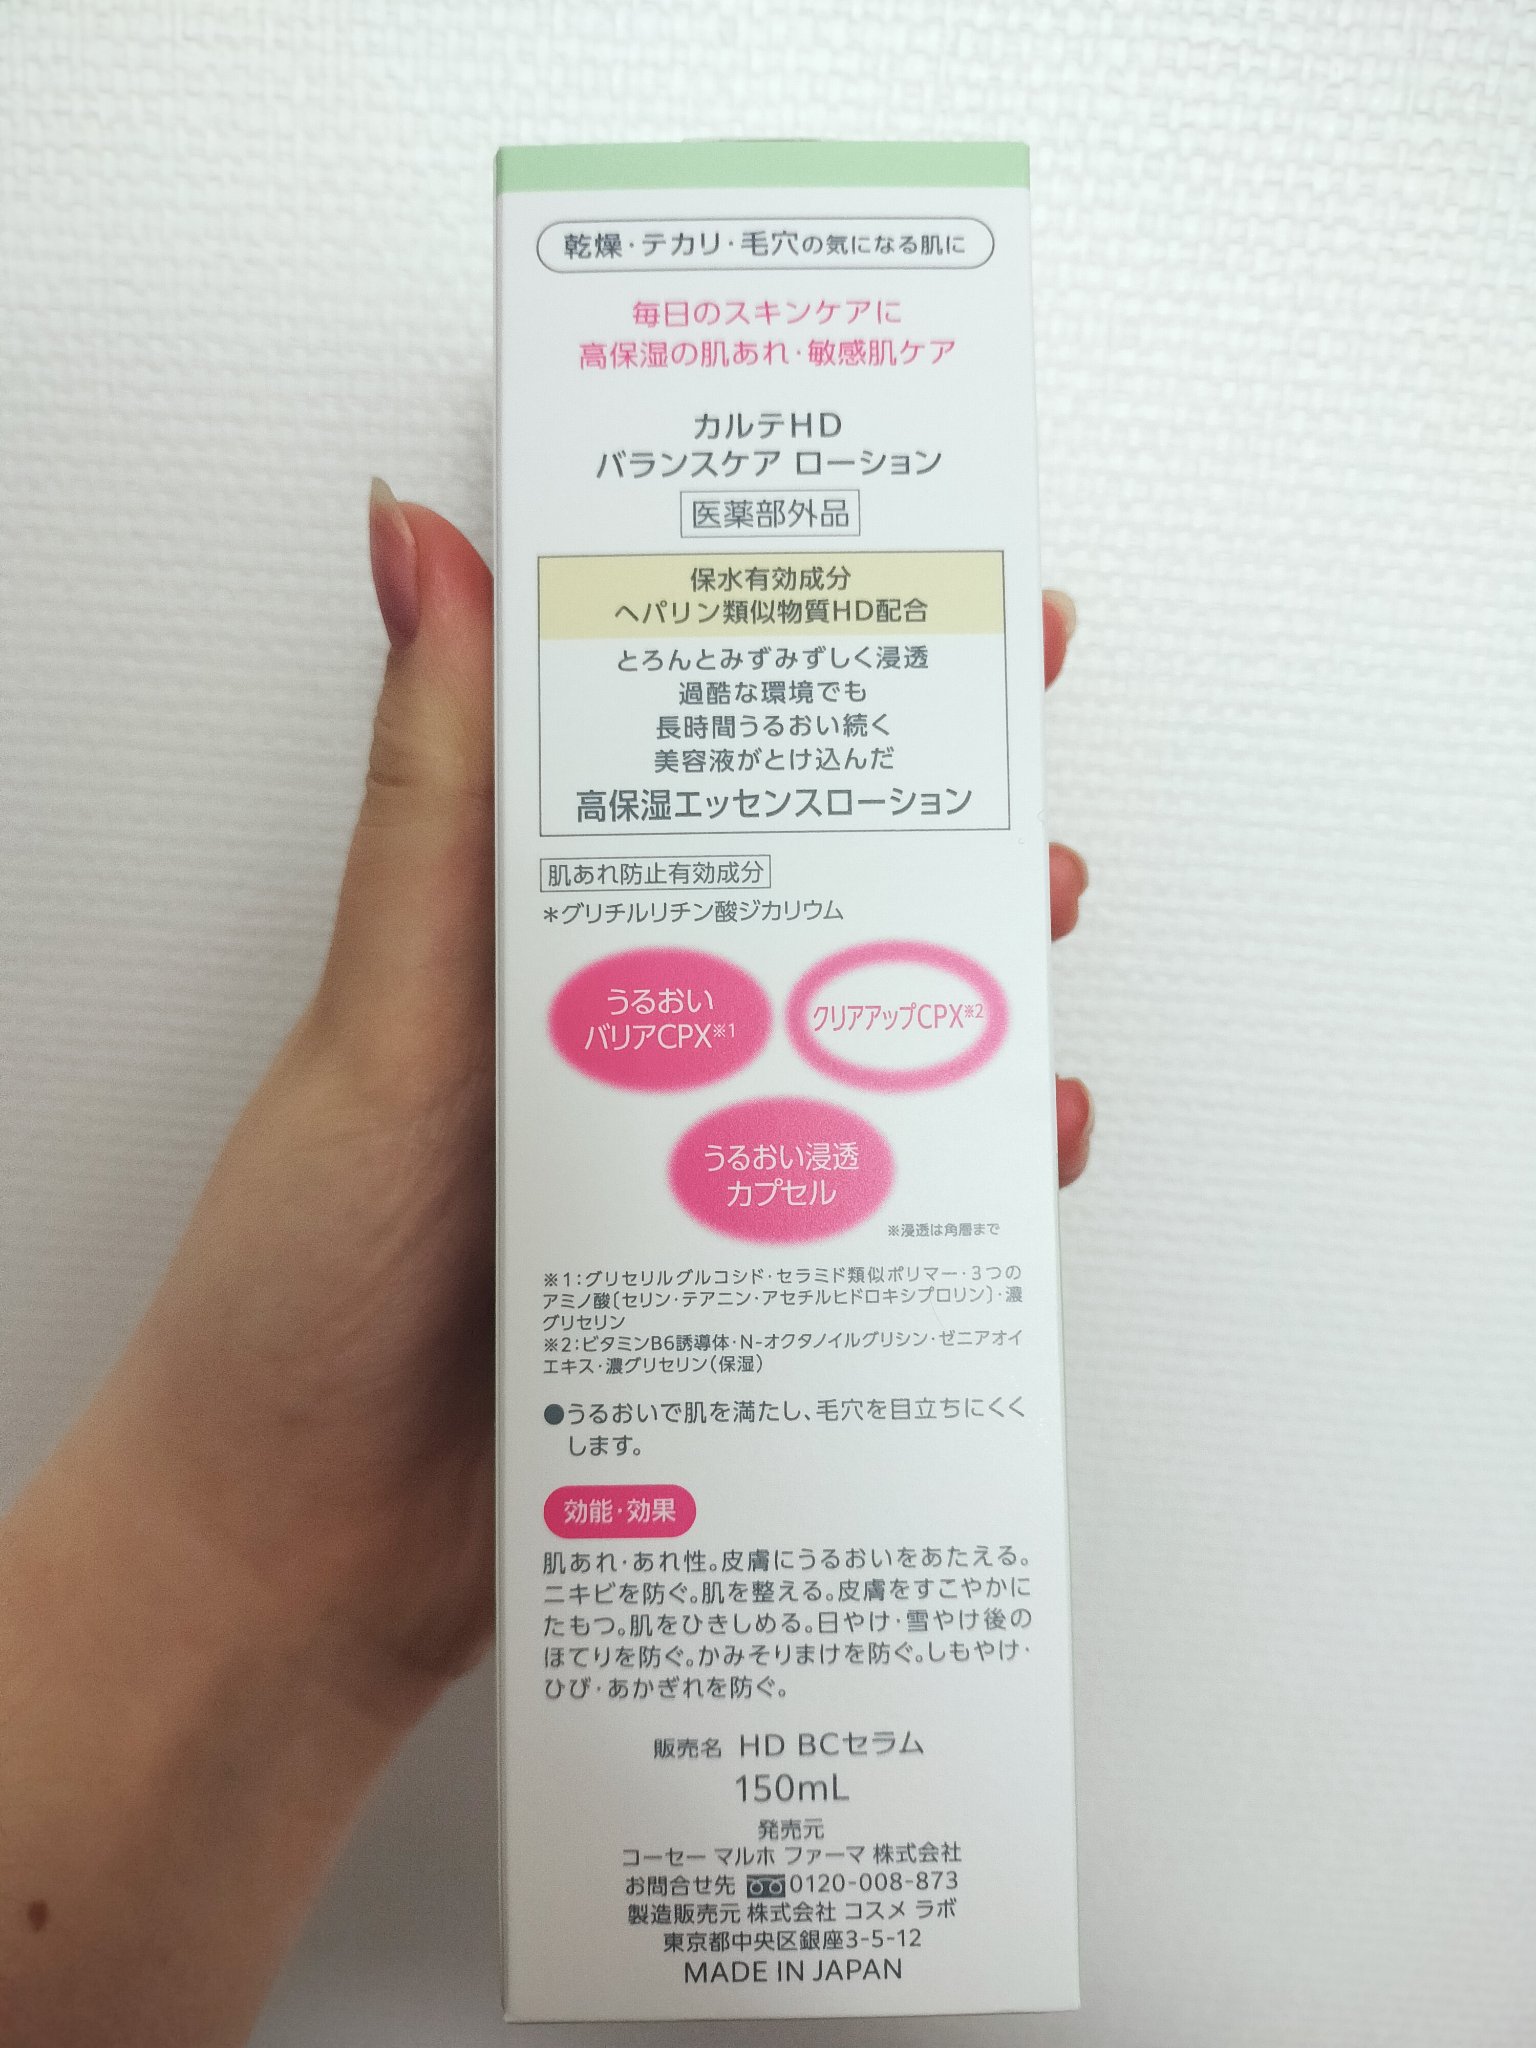 乾燥・テカリ・毛穴の気になる肌に
毎日のスキンケアに
高保湿の肌あれ・敏感肌ケア
カルテHD
バランスケア ローション
医薬部外品
保水有効成分
ヘパリン類似物質HD配合
とろんとみずみずしく浸透
過酷な環境でも
長時間うるおい続く
美容液がとけ込んだ
高保湿エッセンスローション
肌あれ防止有効成分
＊グリチルリチン酸ジカリウム
うるおい
バリアCPX※1
クリアアップCPX※2
うるおい浸透
カプセル
※浸透は角層まで
※1:グリセリルグルコシド・セラミド類似ポリマー・3つの
アミノ酸〔セリン・テアニン・アセチルヒドロキシプロリン〕・濃
グリセリン
※2:ビタミンB6誘導体・N-オクタノイルグリシン・ゼニアオイ
エキス・濃グリセリン(保湿)
●うるおいで肌を満たし、毛穴を目立ちにくく
します。
効能・効果
肌あれ・あれ性。皮膚にうるおいをあたえる。
ニキビを防ぐ。肌を整える。皮膚をすこやかに
たもつ。肌をひきしめる。日やけ・雪やけ後の
ほてりを防ぐ。かみそりまけを防ぐ。しもやけ・
ひび・あかぎれを防ぐ。
販売名 HD BCセラム
150mL
発売元
コーセー マルホ ファーマ 株式会社
お問合せ先 0120-008-873
製造販売元 株式会社 コスメ ラボ
東京都中央区銀座3-5-12
MADE IN JAPAN